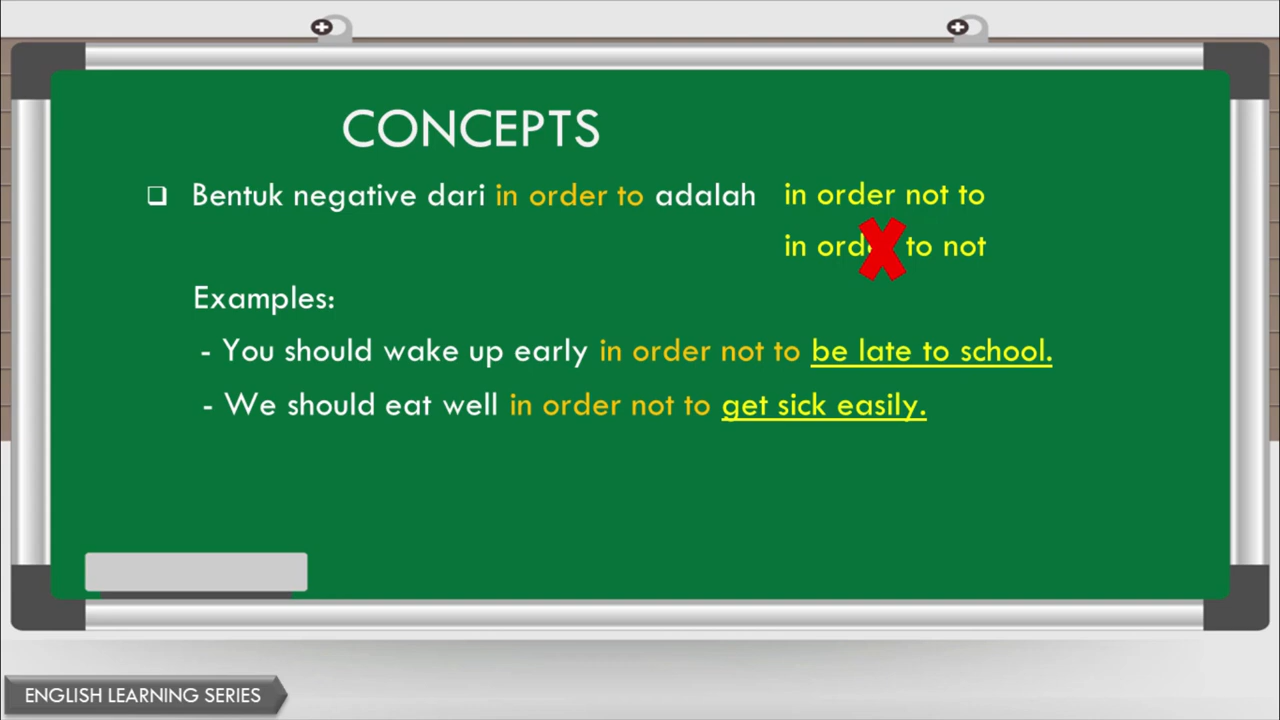 CONCEPTS
❑ Bentuk negative dari in order to adalah in order not to
in order to not
Examples:
- You should wake up early in order not to be late to school.
- We should eat well in order not to get sick easily.
ENGLISH LEARNING SERIES